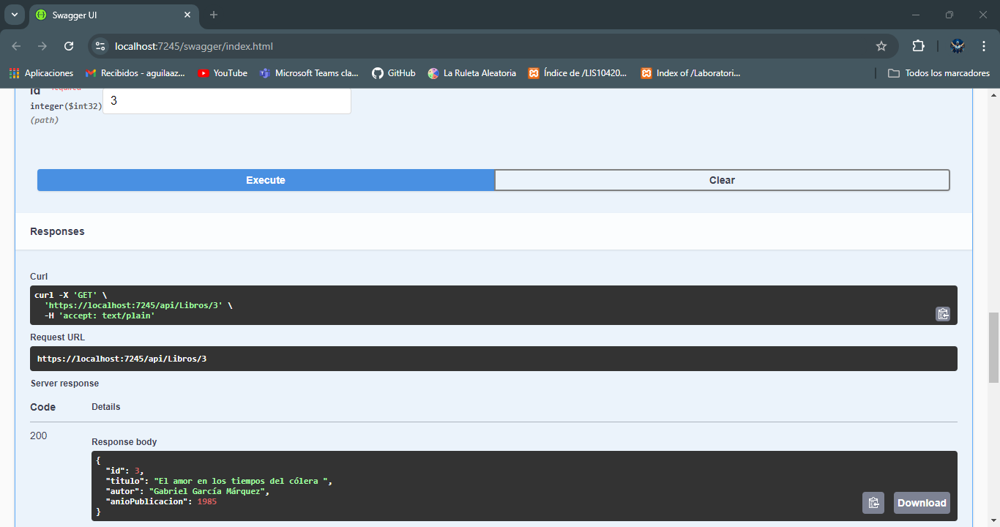 Swagger UI
localhost:7245/swagger/index.html
Aplicaciones Recibidos - aguilaaz... YouTube Microsoft Teams cla... GitHub La Ruleta Aleatoria Índice de /LIS10420... Index of /Laboratori... Todos los marcadores
id required
integer($int32) 3
(path)
Execute Clear
Responses
Curl
curl -X 'GET' \
'https://localhost:7245/api/Libros/3' \
-H 'accept: text/plain'
Request URL
https://localhost:7245/api/Libros/3
Server response
Code Details
200
Response body
{
"id": 3,
"titulo": "El amor en los tiempos del cólera ",
"autor": "Gabriel García Márquez",
"anioPublicacion": 1985
}
Download